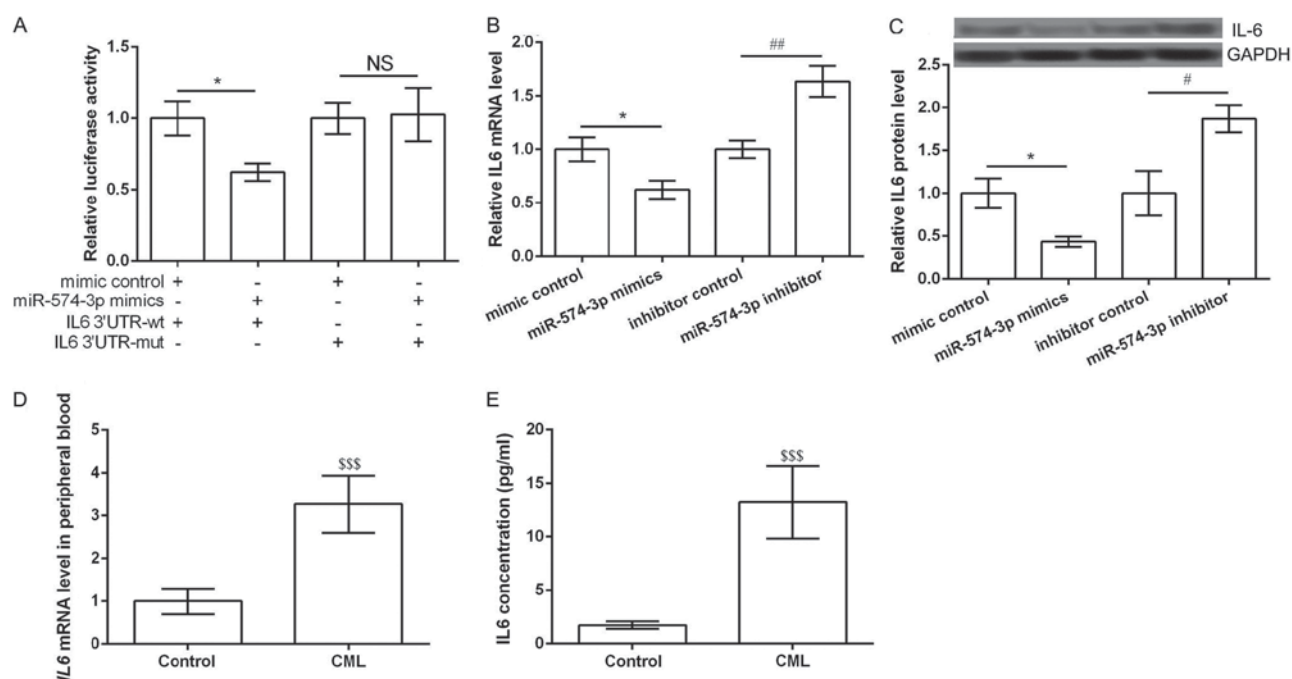 A
Relative luciferase activity
1.5
1.0
0.5
0.0
*
NS
mimic control + - + -
miR-574-3p mimics - + - +
IL6 3'UTR-wt + + - -
IL6 3'UTR-mut - - + +
B
Relative IL6 mRNA level
2.0
1.5
1.0
0.5
0.0
*
##
mimic control
miR-574-3p mimics
inhibitor control
miR-574-3p inhibitor
C
IL-6
GAPDH
Relative IL6 protein level
2.5
2.0
1.5
1.0
0.5
0.0
*
#
mimic control
miR-574-3p mimics
inhibitor control
miR-574-3p inhibitor
D
IL6 mRNA level in peripheral blood
5
4
3
2
1
0
$$$
Control CML
E
IL6 concentration (pg/ml)
20
15
10
5
0
$$$
Control CML